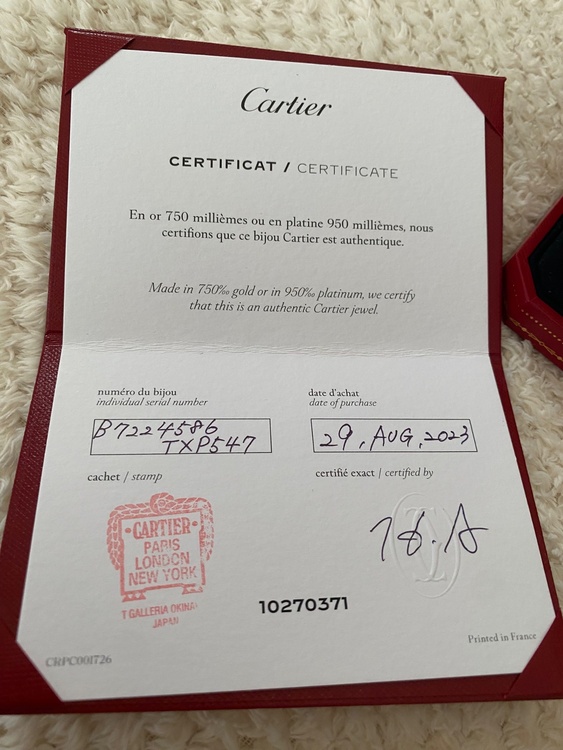 Cartier
CERTIFICAT / CERTIFICATE
En or 750 millièmes ou en platine 950 millièmes, nous
certifions que ce bijou Cartier est authentique.
Made in 750‰ gold or in 950‰ platinum, we certify
that this is an authentic Cartier jewel.
numéro du bijou
individual serial number
B7224586
TXP547
date d'achat
date of purchase
29, AUG, 2023
cachet / stamp
certifié exact / certified by
CARTIER
PARIS
LONDON
NEW YORK
T GALLERIA OKINA
JAPAN
10270371
CRPC001726
Printed in France